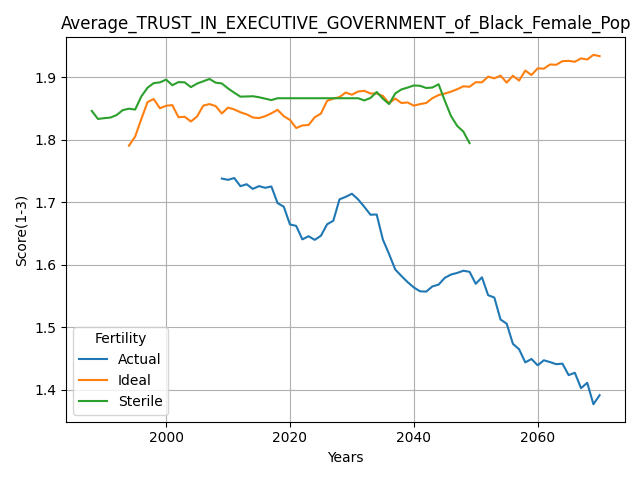 Average_TRUST_IN_EXECUTIVE_GOVERNMENT_of_Black_Female_Pop
Score(1-3)
1.9
1.8
1.7
1.6
1.5
1.4
Fertility
Actual
Ideal
Sterile
2000 2020 2040 2060
Years